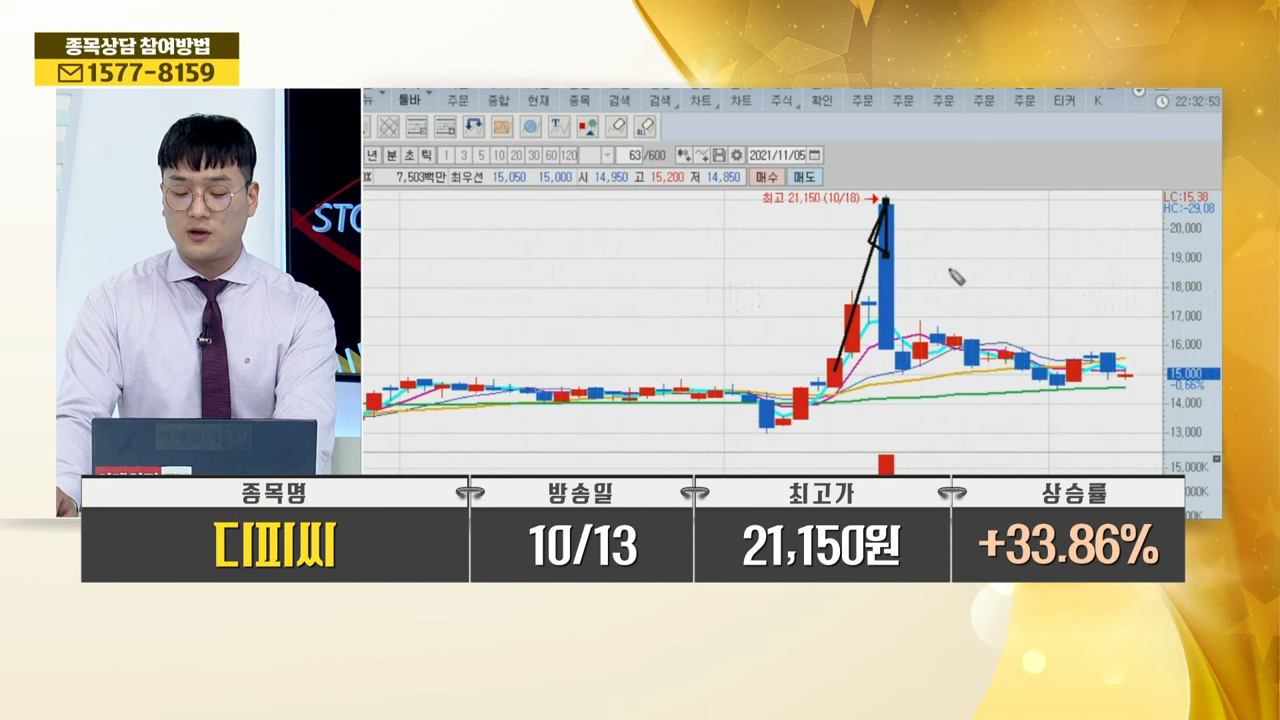 종목상담 참여방법
1577-8159
STO
뉴 툴바 주문 종합 현재 종목 검색 검색 차트 차트 주식 확인 주문 주문 주문 주문 주문 티커 K 22:32:53
년 분 초 틱 1 3 5 10 20 30 60 120 63 /600 2021/11/05
7,503백만 최우선 15,050 15,000 시 14,950 고 15,200 저 14,850 매수 매도
최고 21,150 (10/18)
LC:15.38
HC:-29.08
20,000
19,000
18,000
17,000
16,000
15,000
-0.66%
14,000
13,000
15,000K
종목명 방송일 최고가 상승률
디피씨 10/13 21,150원 +33.86%